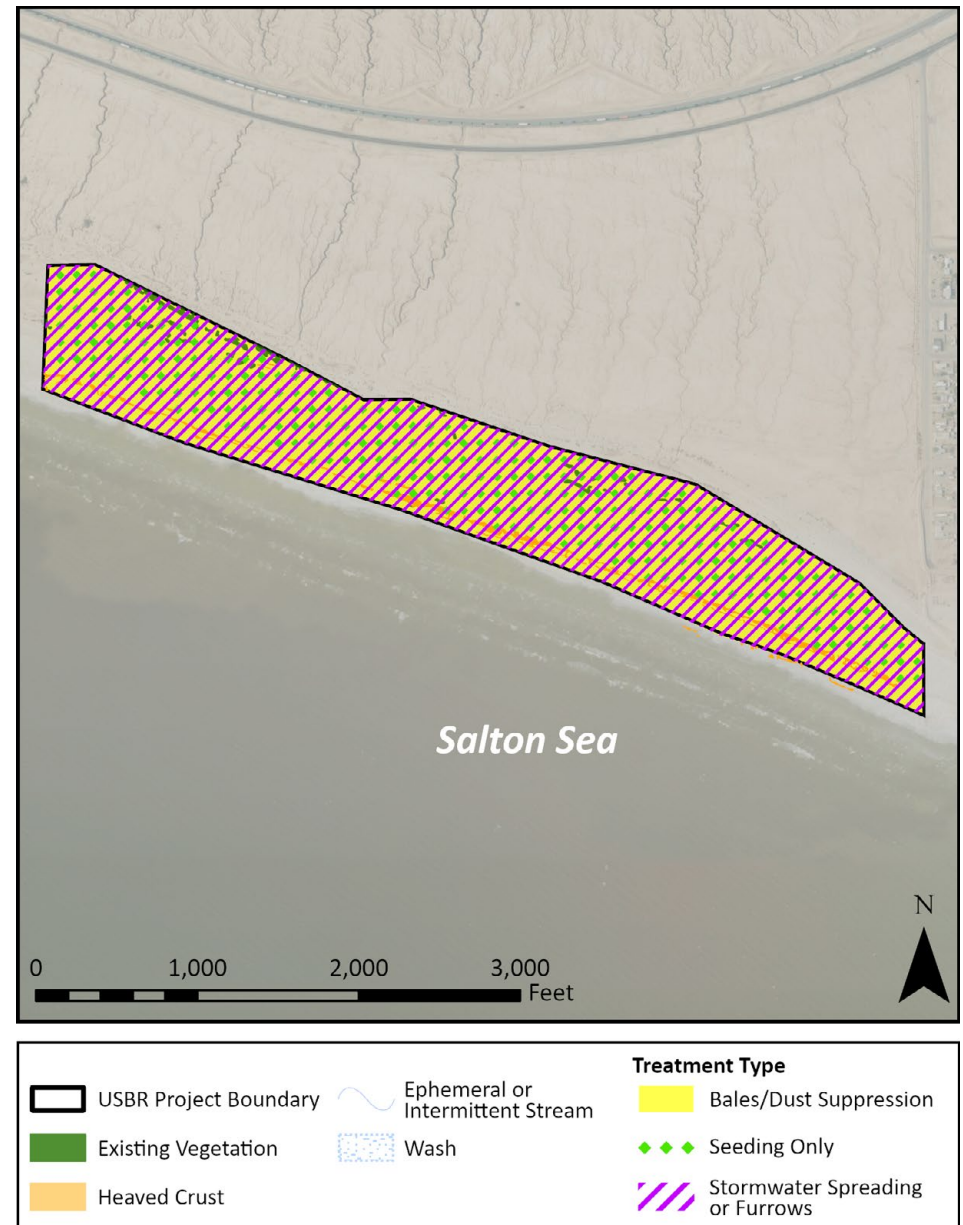 Salton Sea
N
0 1,000 2,000 3,000
Feet
USBR Project Boundary
Existing Vegetation
Heaved Crust
Ephemeral or
Intermittent Stream
Wash
Treatment Type
Bales/Dust Suppression
Seeding Only
Stormwater Spreading
or Furrows